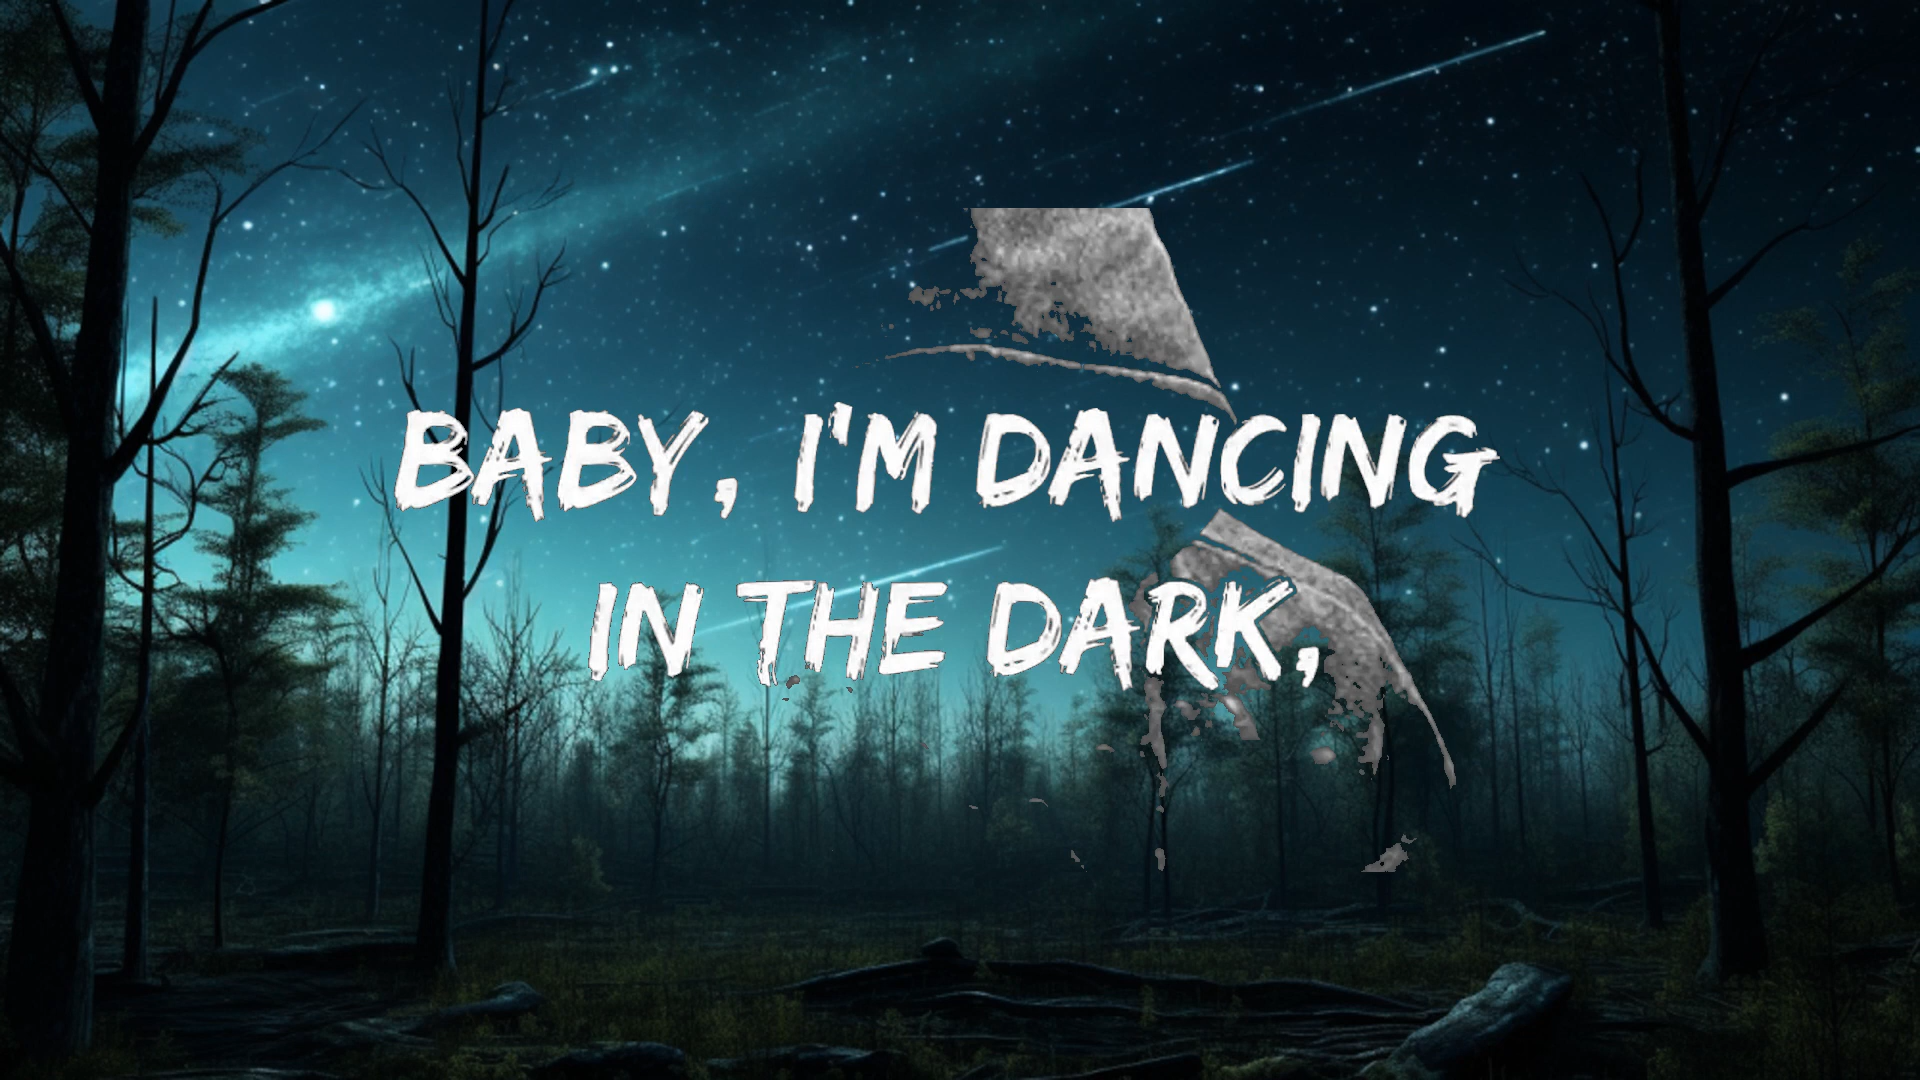 BABY, I'M DANCING
IN THE DARK,